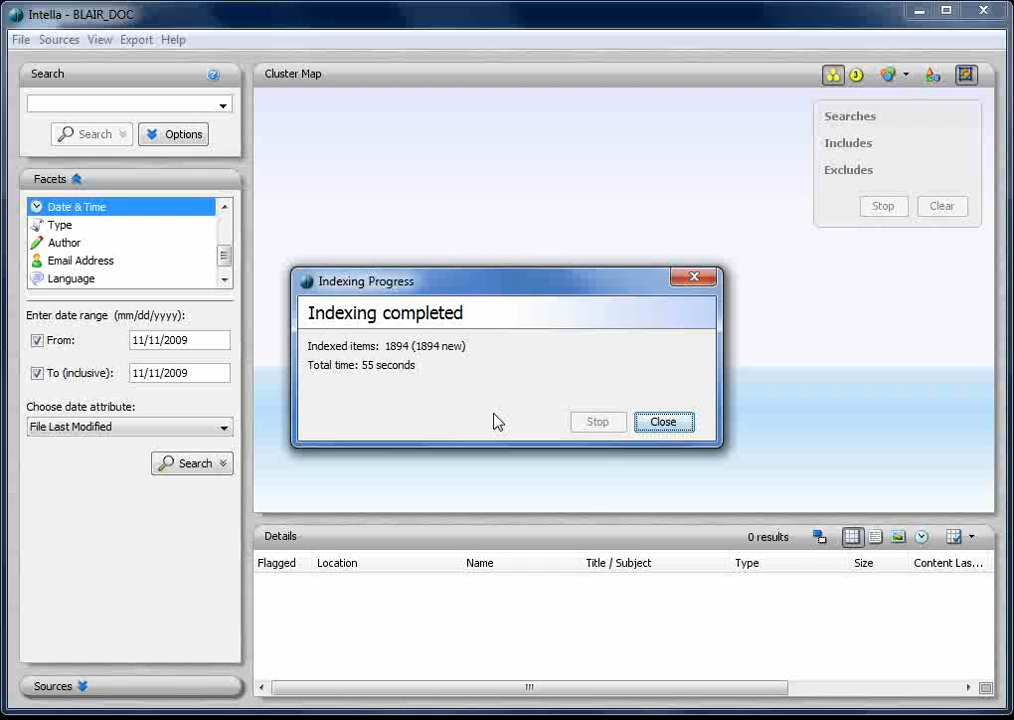 Intella - BLAIR_DOC
File Sources View Export Help
Search
Search
Options
Facets
Date & Time
Type
Author
Email Address
Language
Enter date range (mm/dd/yyyy):
From: 11/11/2009
To (inclusive): 11/11/2009
Choose date attribute:
File Last Modified
Search
Sources
Cluster Map
3
Searches
Includes
Excludes
Stop Clear
Indexing Progress
Indexing completed
Indexed items: 1894 (1894 new)
Total time: 55 seconds
Stop Close
Details 0 results
Flagged Location Name Title / Subject Type Size Content Las...